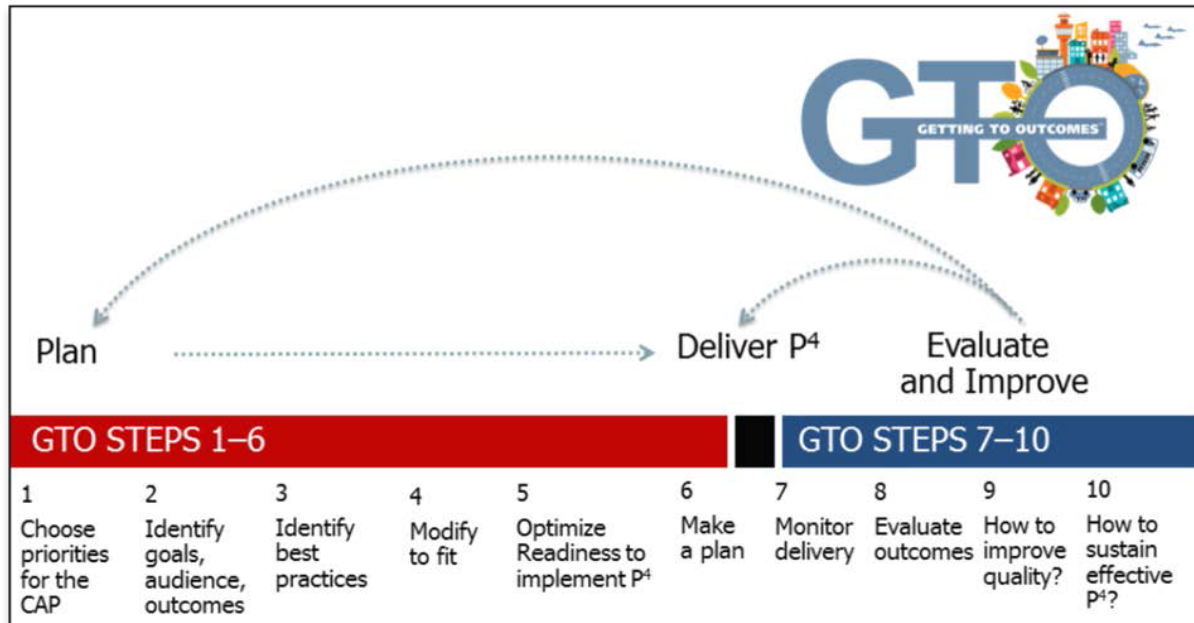 GTO
GETTING TO OUTCOMES™
Plan
Deliver P⁴
Evaluate
and Improve
GTO STEPS 1–6
GTO STEPS 7–10
1
Choose
priorities
for the
CAP
2
Identify
goals,
audience,
outcomes
3
Identify
best
practices
4
Modify
to fit
5
Optimize
Readiness to
implement P⁴
6
Make
a plan
7
Monitor
delivery
8
Evaluate
outcomes
9
How to
improve
quality?
10
How to
sustain
effective
P⁴?